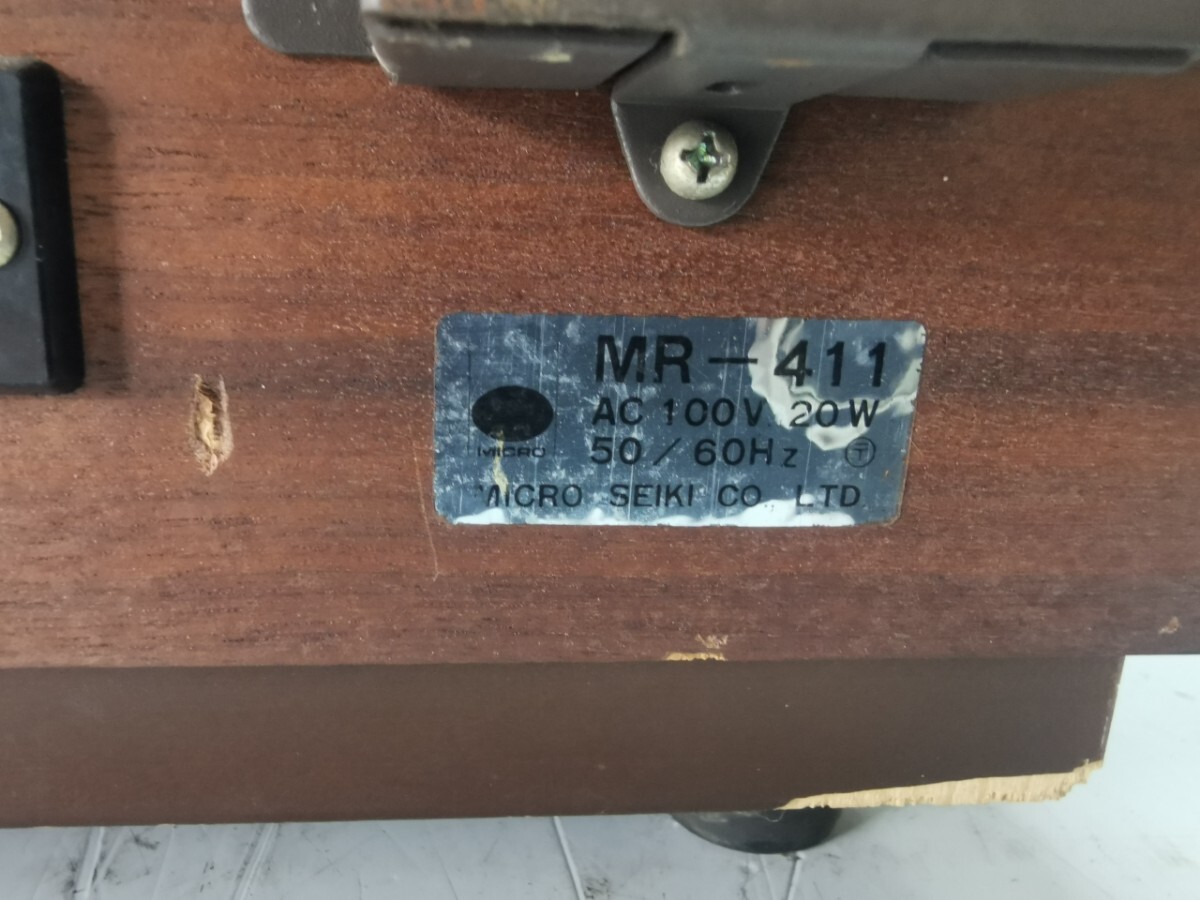 MR-411
AC 100V 20W
MICRO
50/60Hz Ⓣ
MICRO SEIKI CO., LTD.